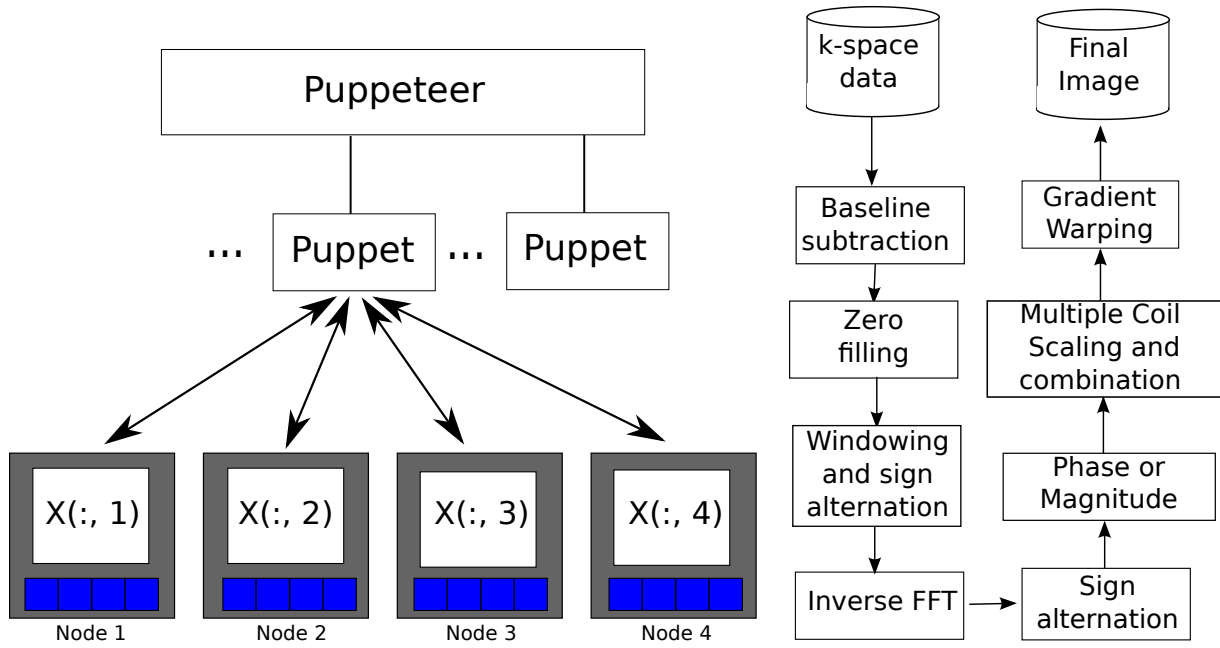 Puppeteer
... Puppet ... Puppet
X(:, 1)
X(:, 2)
X(:, 3)
X(:, 4)
Node 1
Node 2
Node 3
Node 4
k-space
data
Baseline
subtraction
Zero
filling
Windowing
and sign
alternation
Inverse FFT
Sign
alternation
Phase or
Magnitude
Multiple Coil
Scaling and
combination
Gradient
Warping
Final
Image